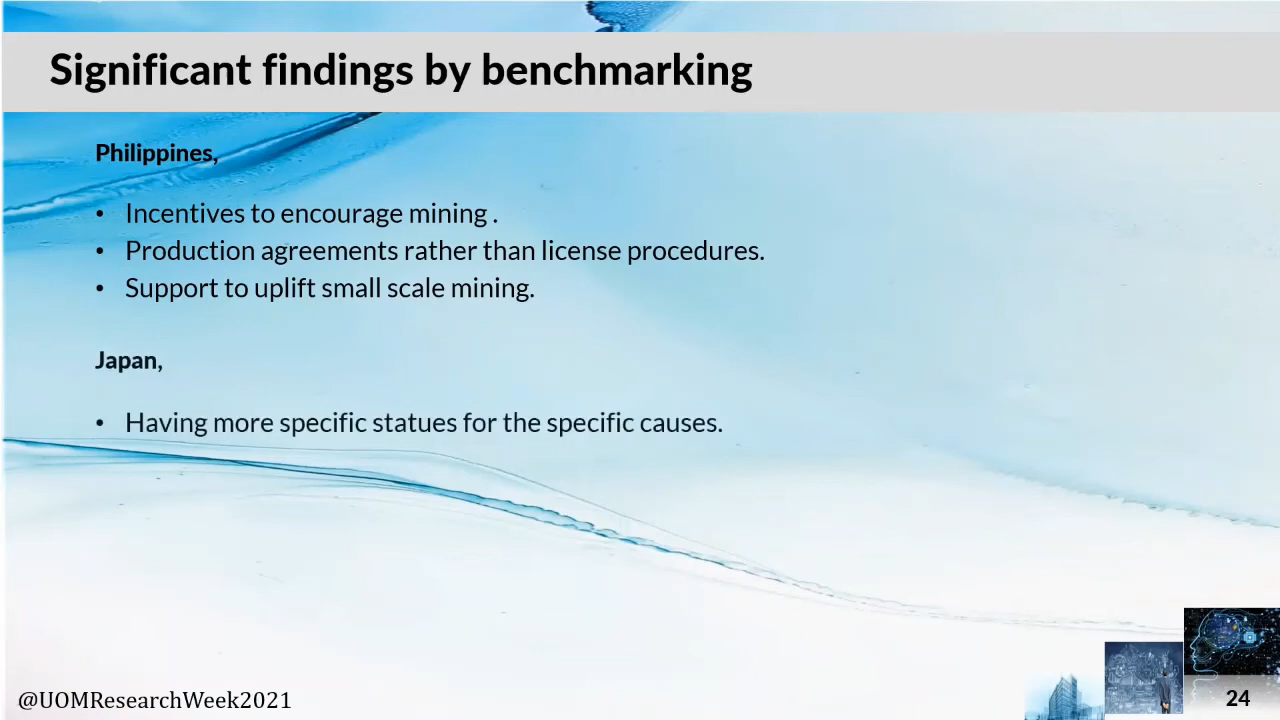 Significant findings by benchmarking
Philippines,
• Incentives to encourage mining .
• Production agreements rather than license procedures.
• Support to uplift small scale mining.
Japan,
• Having more specific statues for the specific causes.
@UOMResearchWeek2021
24